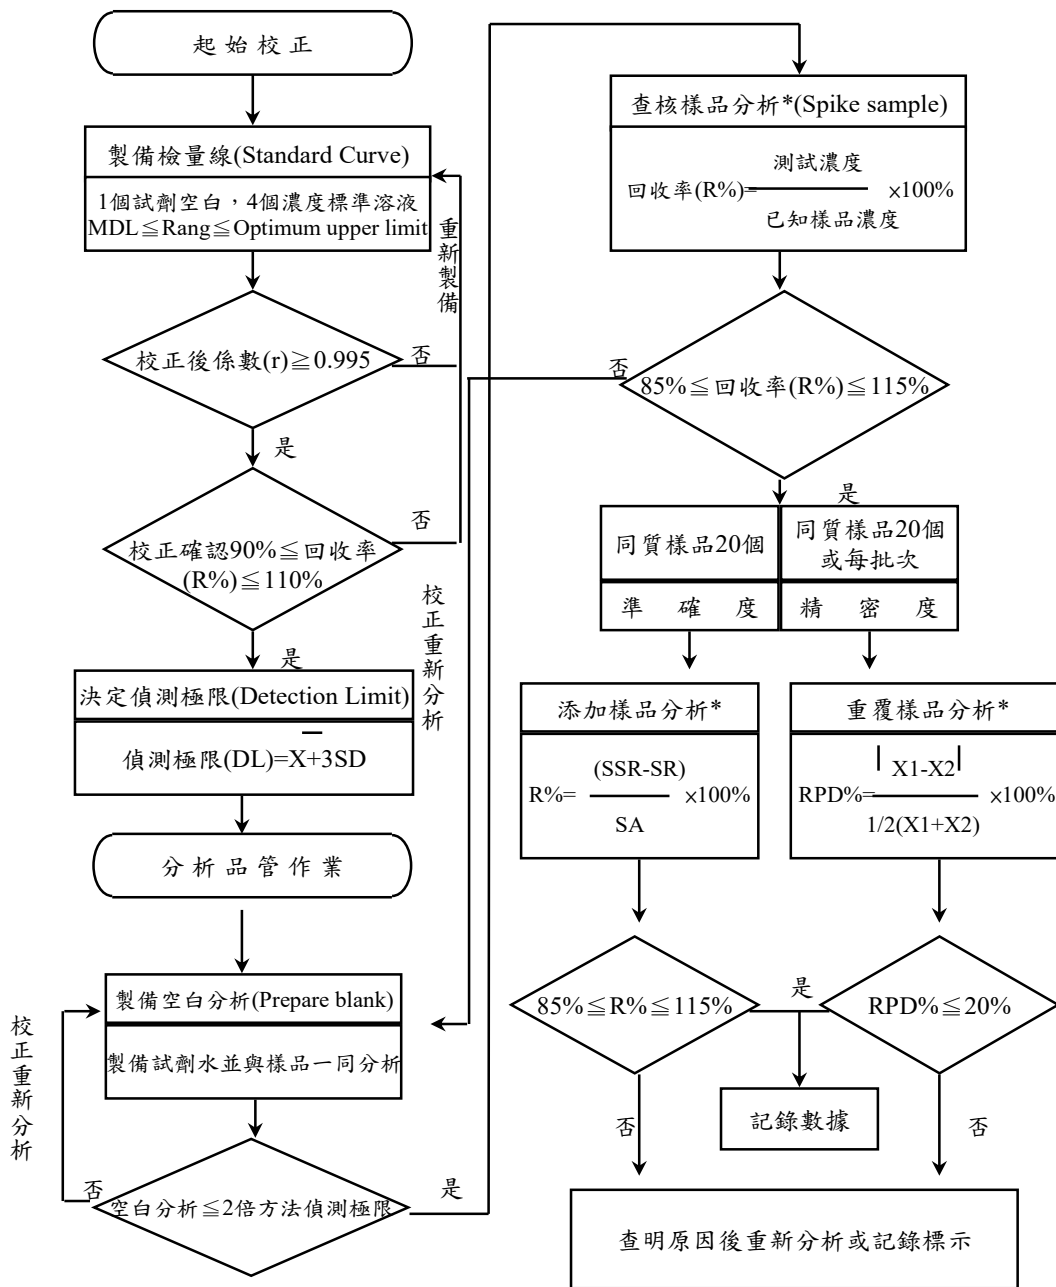 起始校正
製備檢量線(Standard Curve)
1個試劑空白，4個濃度標準溶液
MDL≦Rang≦Optimum upper limit
重新製備
校正後係數(r)≧0.995
否
是
校正確認90%≦回收率
(R%)≦110%
否
是
決定偵測極限(Detection Limit)
偵測極限(DL)=X̅+3SD
校正重新分析
分析品管作業
製備空白分析(Prepare blank)
製備試劑水並與樣品一同分析
校正重新分析
空白分析≦2倍方法偵測極限
否
是
查核樣品分析*(Spike sample)
測試濃度
回收率(R%)= ×100%
已知樣品濃度
85%≦回收率(R%)≦115%
否
是
同質樣品20個
準確度
同質樣品20個
或每批次
精密度
添加樣品分析*
(SSR-SR)
R%= ×100%
SA
重覆樣品分析*
|X1-X2|
RPD%= ×100%
1/2(X1+X2)
85%≦R%≦115%
是
RPD%≦20%
記錄數據
否
否
查明原因後重新分析或記錄標示